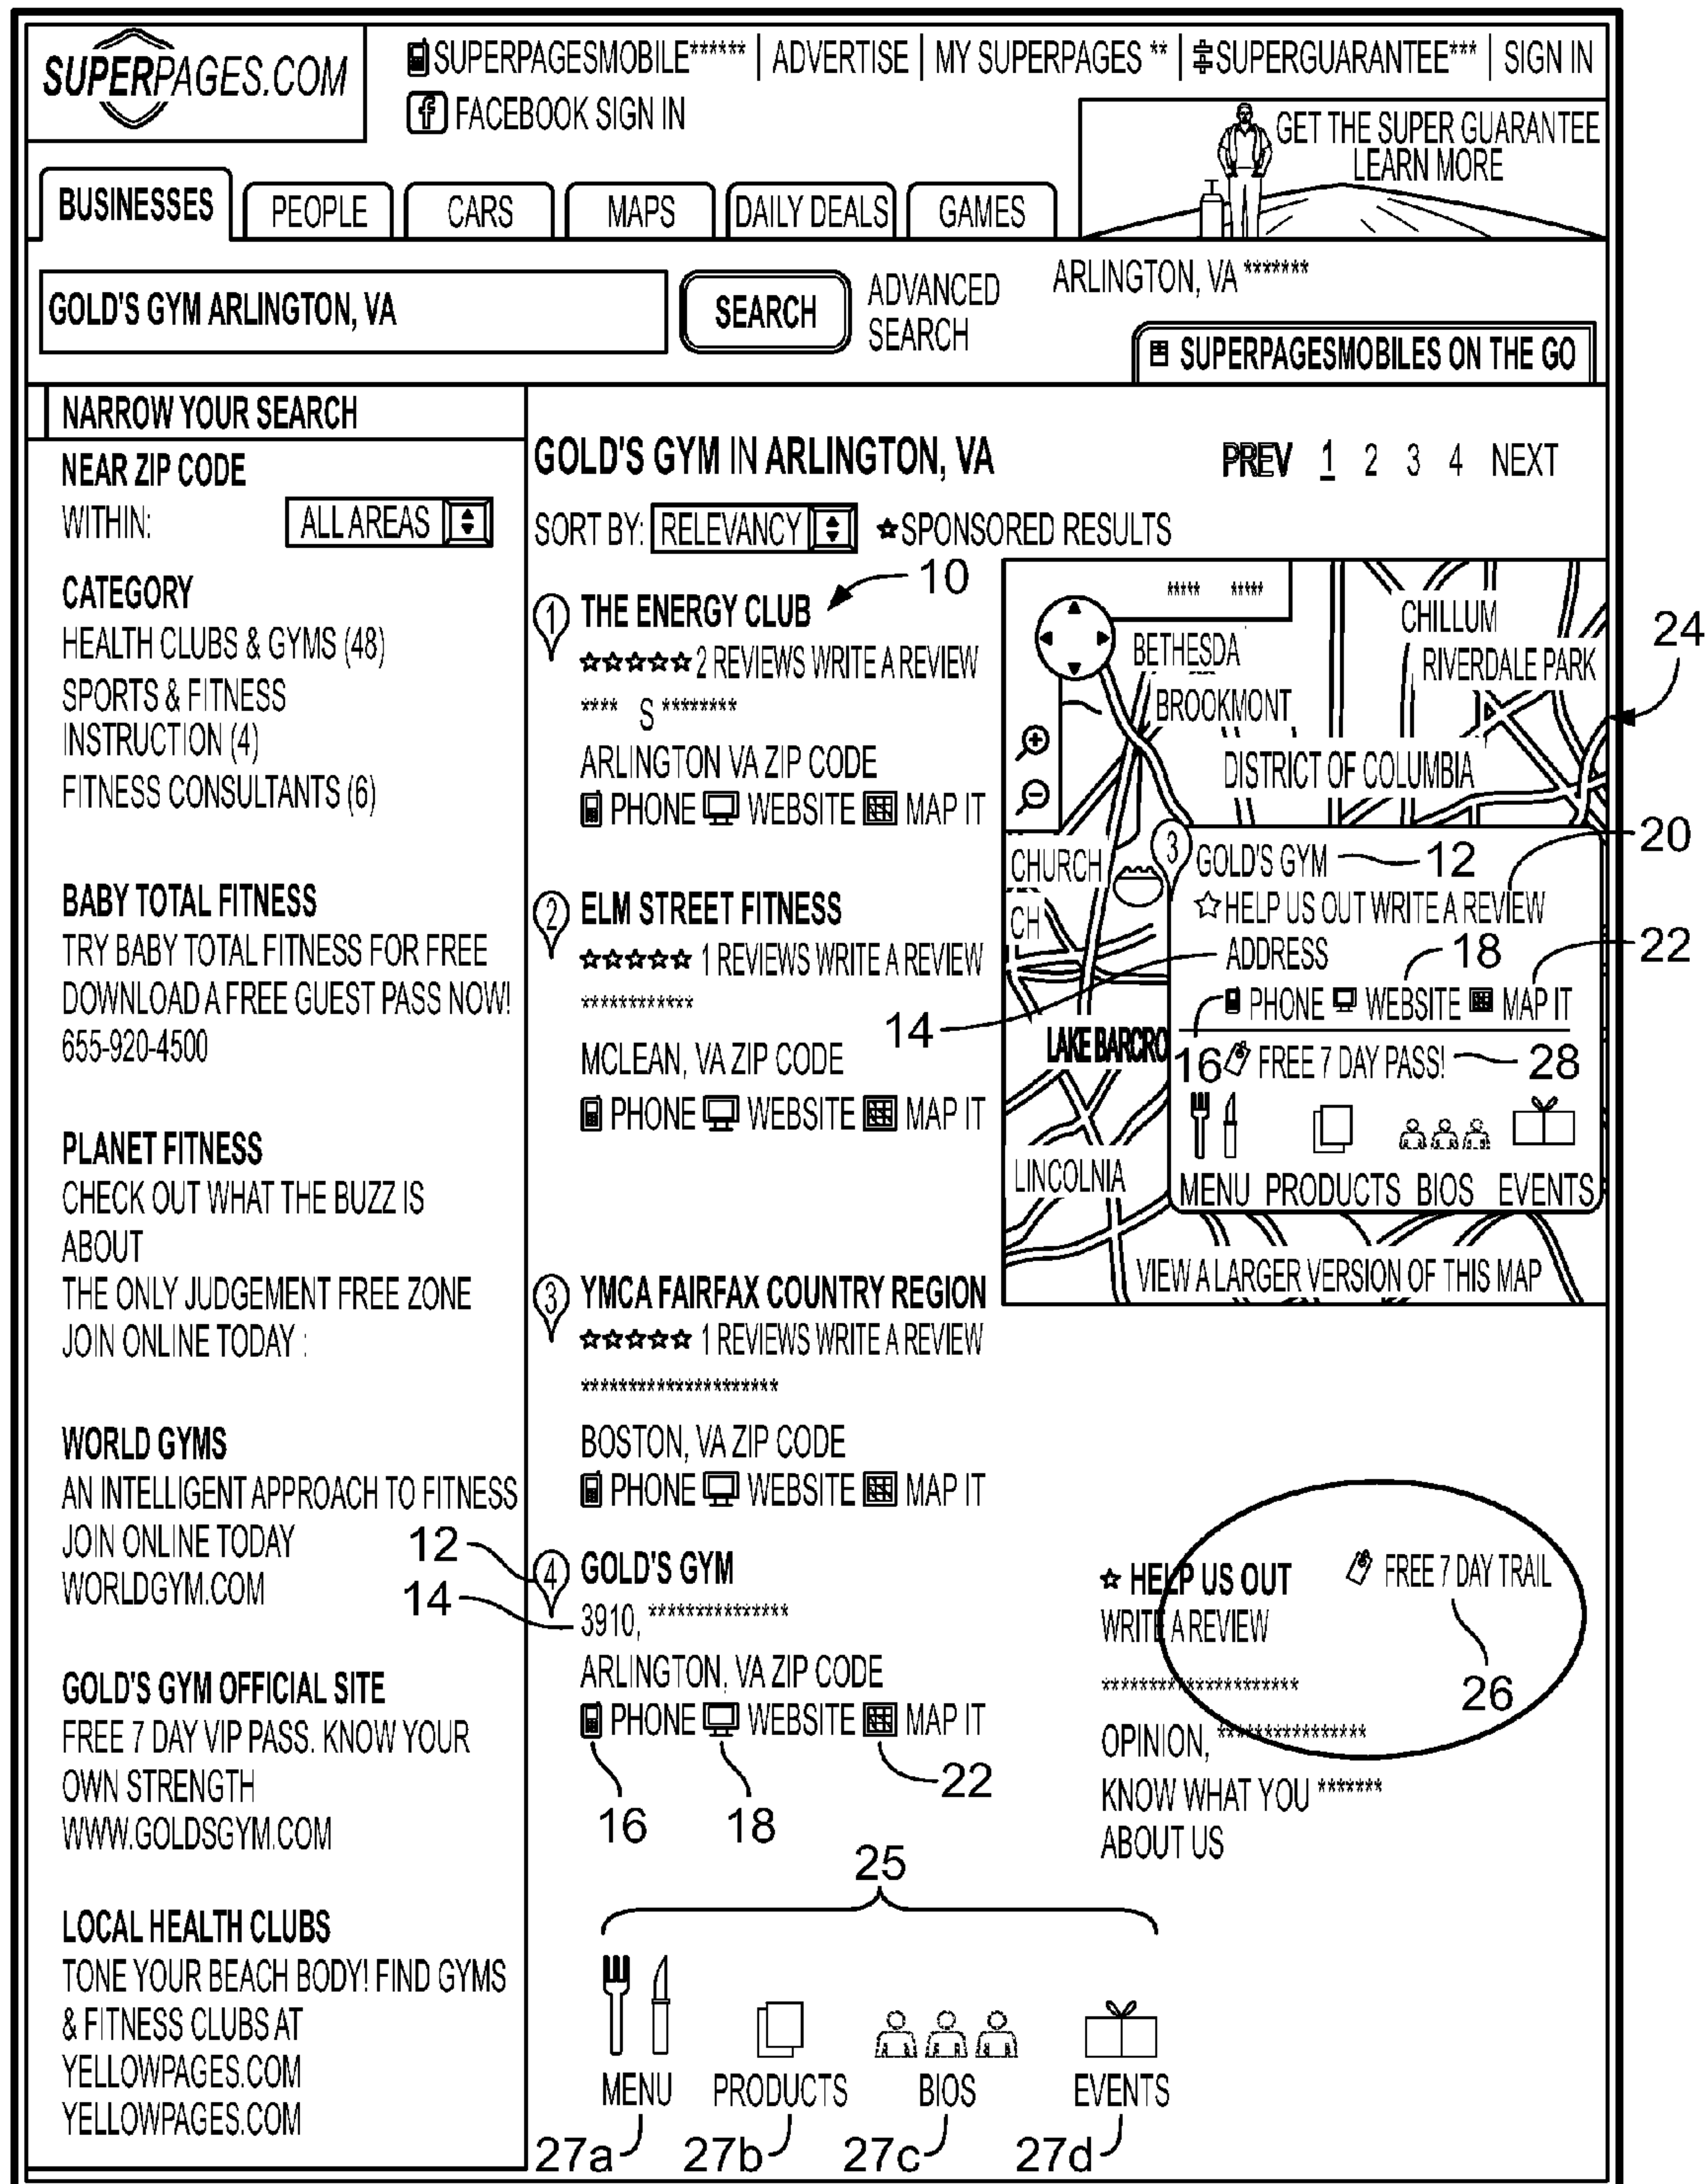 SUPERPAGES.COM
SUPERPAGESMOBILE****** | ADVERTISE | MY SUPERPAGES ** | SUPERGUARANTEE*** | SIGN IN
FACEBOOK SIGN IN
GET THE SUPER GUARANTEE
LEARN MORE
BUSINESSES PEOPLE CARS MAPS DAILY DEALS GAMES
GOLD'S GYM ARLINGTON, VA
SEARCH
ADVANCED
SEARCH
ARLINGTON, VA *******
SUPERPAGESMOBILES ON THE GO
NARROW YOUR SEARCH
NEAR ZIP CODE
WITHIN: ALL AREAS
CATEGORY
HEALTH CLUBS & GYMS (48)
SPORTS & FITNESS
INSTRUCTION (4)
FITNESS CONSULTANTS (6)
BABY TOTAL FITNESS
TRY BABY TOTAL FITNESS FOR FREE
DOWNLOAD A FREE GUEST PASS NOW!
655-920-4500
PLANET FITNESS
CHECK OUT WHAT THE BUZZ IS
ABOUT
THE ONLY JUDGEMENT FREE ZONE
JOIN ONLINE TODAY :
WORLD GYMS
AN INTELLIGENT APPROACH TO FITNESS
JOIN ONLINE TODAY
WORLDGYM.COM
GOLD'S GYM OFFICIAL SITE
FREE 7 DAY VIP PASS. KNOW YOUR
OWN STRENGTH
WWW.GOLDSGYM.COM
LOCAL HEALTH CLUBS
TONE YOUR BEACH BODY! FIND GYMS
& FITNESS CLUBS AT
YELLOWPAGES.COM
YELLOWPAGES.COM
GOLD'S GYM IN ARLINGTON, VA
PREV 1 2 3 4 NEXT
SORT BY: RELEVANCY ★SPONSORED RESULTS
10
1 THE ENERGY CLUB
☆☆☆☆☆ 2 REVIEWS WRITE A REVIEW
**** S ********
ARLINGTON VA ZIP CODE
PHONE WEBSITE MAP IT
2 ELM STREET FITNESS
☆☆☆☆☆ 1 REVIEWS WRITE A REVIEW
************
MCLEAN, VA ZIP CODE
PHONE WEBSITE MAP IT
3 YMCA FAIRFAX COUNTRY REGION
☆☆☆☆☆ 1 REVIEWS WRITE A REVIEW
*********************
BOSTON, VA ZIP CODE
PHONE WEBSITE MAP IT
12
14
4 GOLD'S GYM
3910, ***************
ARLINGTON, VA ZIP CODE
PHONE WEBSITE MAP IT
16 18 22
***** *****
CHILLUM
BETHESDA
RIVERDALE PARK
24
BROOKMONT
DISTRICT OF COLUMBIA
CHURCH
CH
3 GOLD'S GYM 12
20
☆HELP US OUT WRITE A REVIEW
ADDRESS
18
22
14
PHONE WEBSITE MAP IT
LAKE BARCRO
16
FREE 7 DAY PASS! 28
LINCOLNIA
MENU PRODUCTS BIOS EVENTS
VIEW A LARGER VERSION OF THIS MAP
★ HELP US OUT
WRITE A REVIEW
*********************
OPINION, ****************
KNOW WHAT YOU *******
ABOUT US
FREE 7 DAY TRAIL
26
25
MENU PRODUCTS BIOS EVENTS
27a 27b 27c 27d